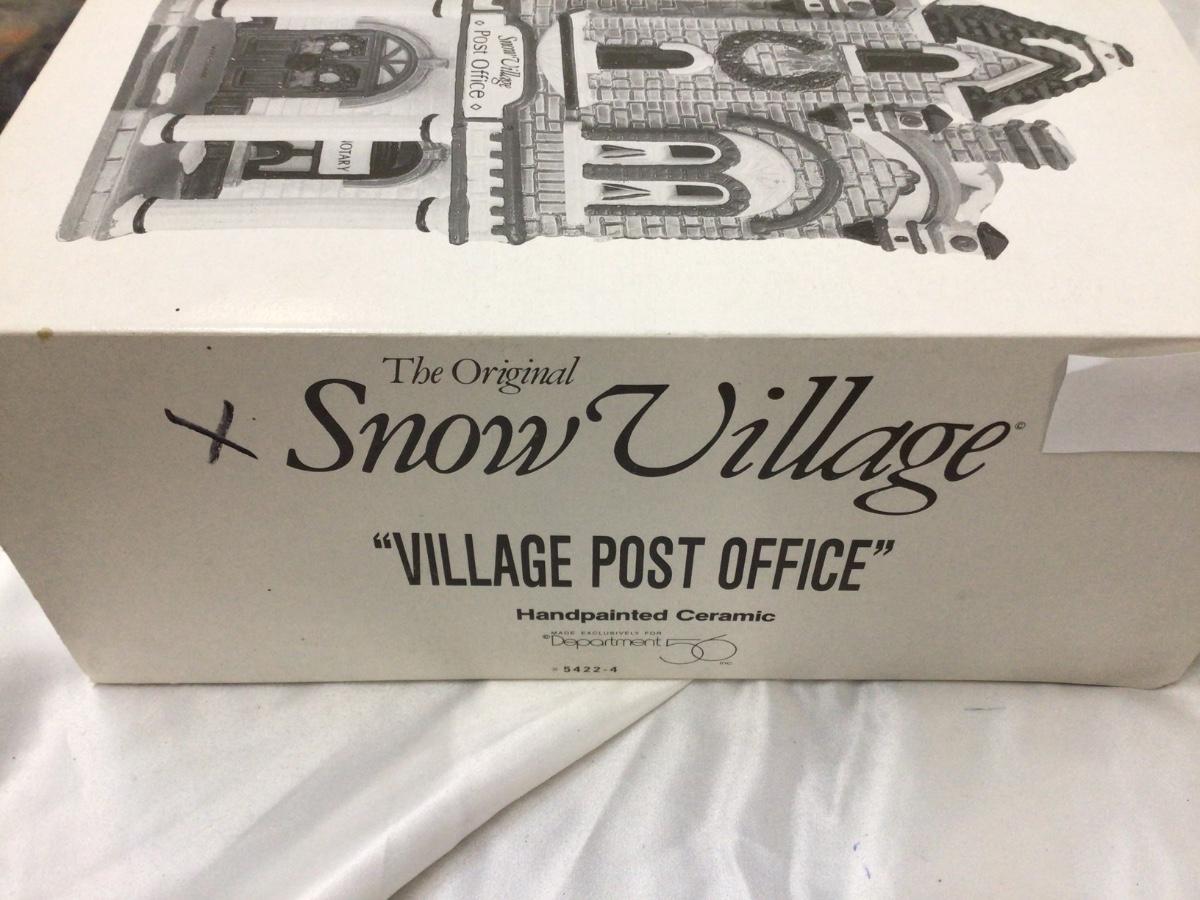 Snow Village
◇ Post Office ◇
NOTARY
X
The Original
Snow Village©
“VILLAGE POST OFFICE”
Handpainted Ceramic
MADE EXCLUSIVELY FOR
©Department 56 inc
5422-4